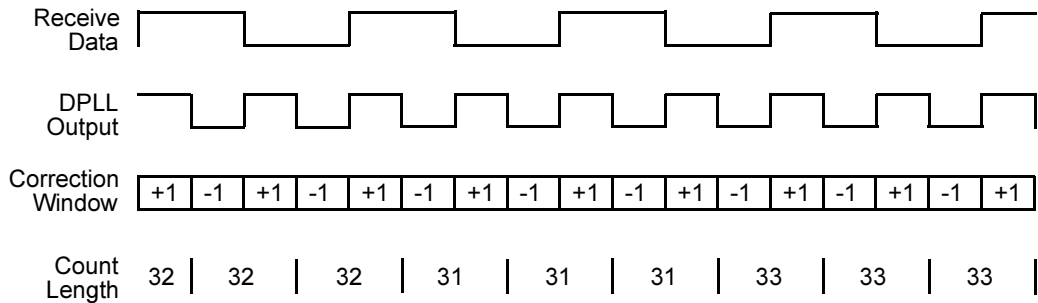 Receive
Data
DPLL
Output
Correction
Window
+1 -1 +1 -1 +1 -1 +1 -1 +1 -1 +1 -1 +1 -1 +1 -1 +1
Count
Length
32 32 32 31 31 31 33 33 33